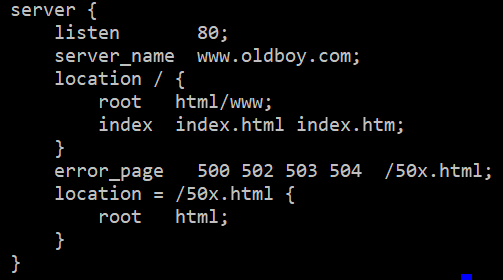 server {
    listen       80;
    server_name  www.oldboy.com;
    location / {
        root   html/www;
        index  index.html index.htm;
    }
    error_page   500 502 503 504  /50x.html;
    location = /50x.html {
        root   html;
    }
}